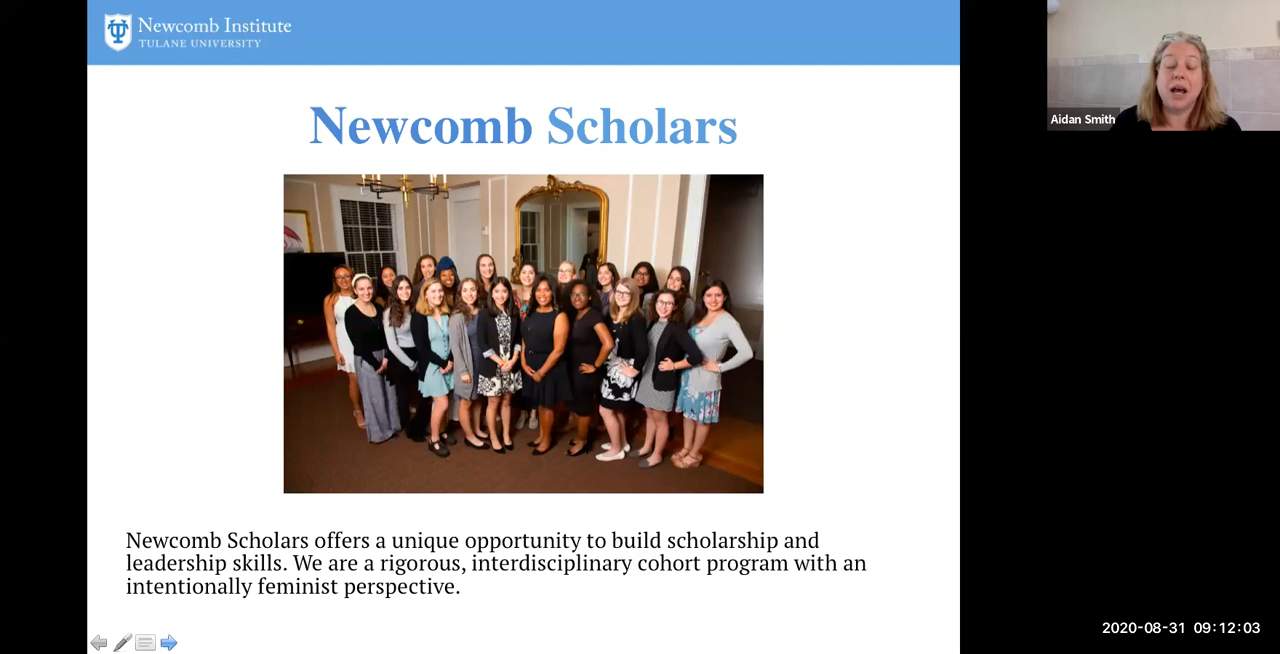 Newcomb Institute
TULANE UNIVERSITY
Newcomb Scholars
Aidan Smith
Newcomb Scholars offers a unique opportunity to build scholarship and
leadership skills. We are a rigorous, interdisciplinary cohort program with an
intentionally feminist perspective.
2020-08-31 09:12:03